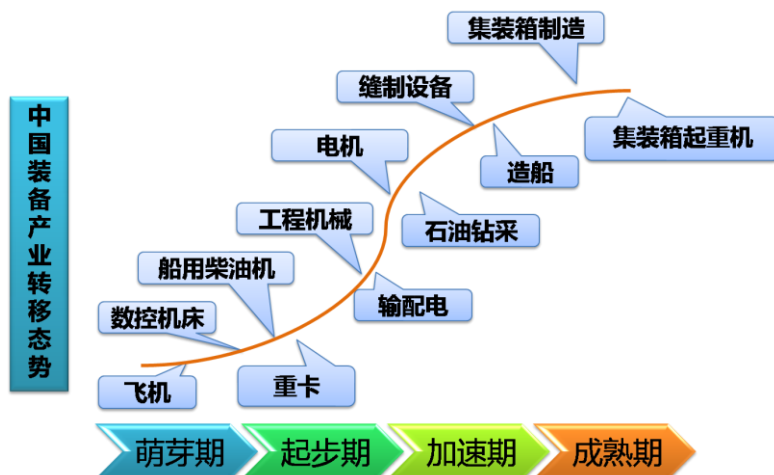 中国装备产业转移态势
集装箱制造
缝制设备
集装箱起重机
电机
造船
工程机械
石油钻采
船用柴油机
输配电
数控机床
飞机
重卡
萌芽期
起步期
加速期
成熟期